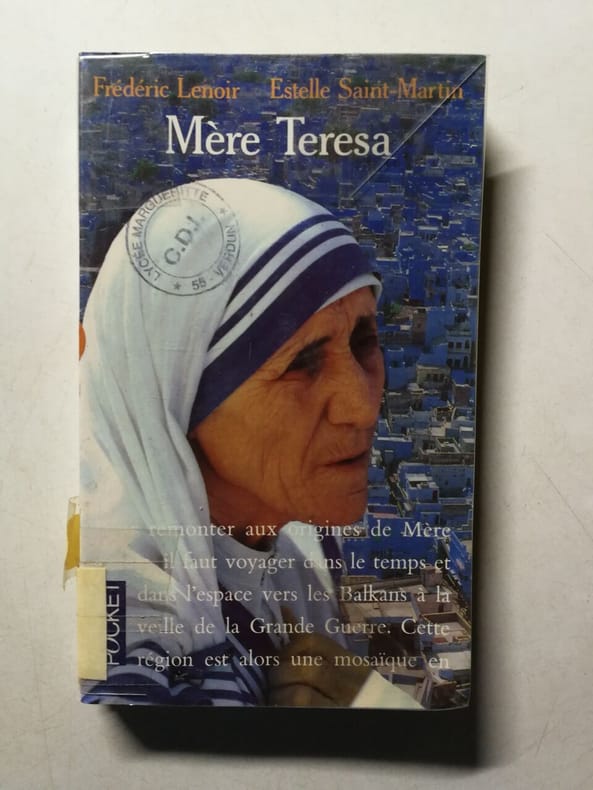 Frédéric Lenoir Estelle Saint-Martin
Mère Teresa
LYCÉE MARGUERITTE
C.D.I.
* 55 - VERDUN *
remonter aux origines de Mère
il faut voyager dans le temps et
dans l'espace vers les Balkans à la
veille de la Grande Guerre. Cette
région est alors une mosaïque en
POCKET